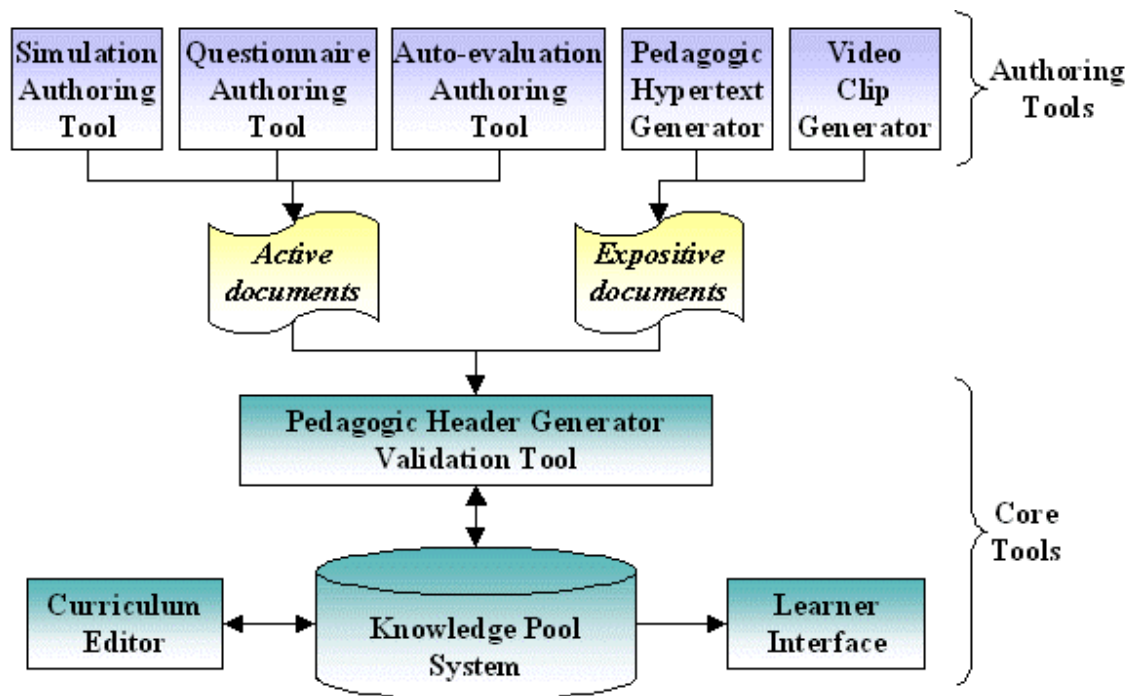 Simulation
Authoring
Tool
Questionnaire
Authoring
Tool
Auto-evaluation
Authoring
Tool
Pedagogic
Hypertext
Generator
Video
Clip
Generator
Authoring
Tools
Active
documents
Expositive
documents
Pedagogic Header Generator
Validation Tool
Core
Tools
Curriculum
Editor
Knowledge Pool
System
Learner
Interface